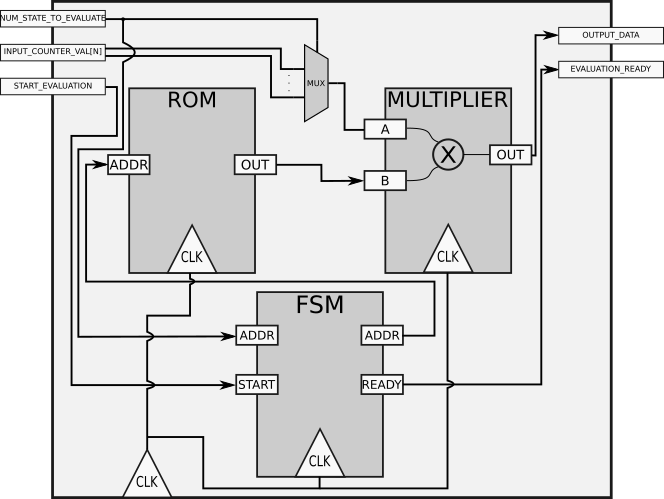 NUM_STATE_TO_EVALUATE
INPUT_COUNTER_VAL[N]
START_EVALUATION
OUTPUT_DATA
EVALUATION_READY
MUX
ROM
ADDR
OUT
CLK
MULTIPLIER
A
B
X
OUT
CLK
FSM
ADDR
ADDR
START
READY
CLK
CLK